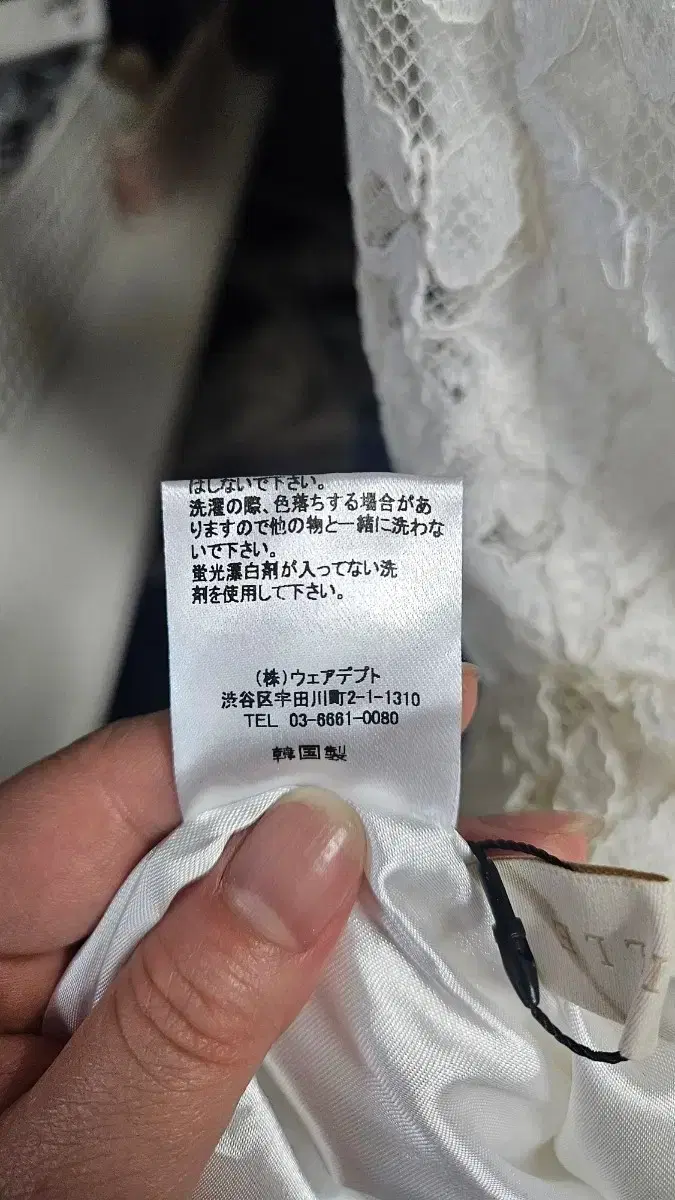 はしないで下さい。
洗濯の際、色落ちする場合があ
りますので他の物と一緒に洗わな
いで下さい。
蛍光漂白剤が入ってない洗
剤を使用して下さい。
(株)ウェアデプト
渋谷区宇田川町2-1-1310
TEL 03-6661-0080
韓国製